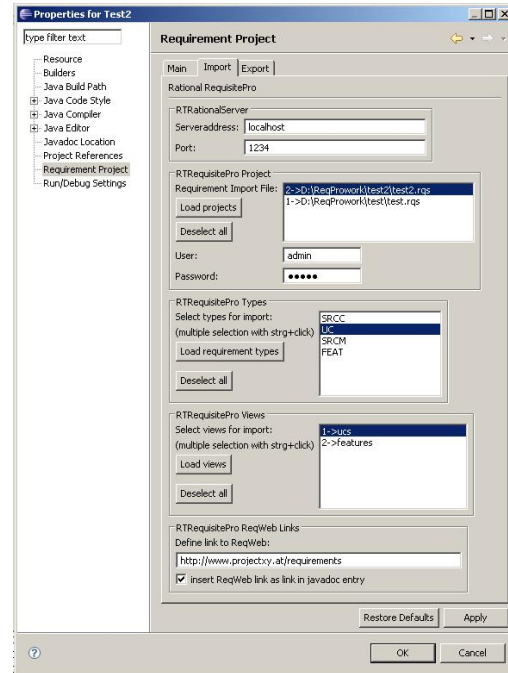 Properties for Test2
type filter text
Resource
Builders
Java Build Path
Java Code Style
Java Compiler
Java Editor
Javadoc Location
Project References
Requirement Project
Run/Debug Settings
Requirement Project
Main
Import
Export
Rational RequisitePro
RTRationalServer
Serveraddress:
localhost
Port:
1234
RTRequisitePro Project
Requirement Import File:
2->D:\ReqProwork\test2\test2.rqs
1->D:\ReqProwork\test\test.rqs
Load projects
Deselect all
User:
admin
Password:
●●●●●
RTRequisitePro Types
Select types for import:
(multiple selection with strg+click)
SRCC
UC
SRCM
FEAT
Load requirement types
Deselect all
RTRequisitePro Views
Select views for import:
(multiple selection with strg+click)
1->ucs
2->features
Load views
Deselect all
RTRequisitePro ReqWeb Links
Define link to ReqWeb:
http://www.projectxy.at/requirements
insert ReqWeb link as link in javadoc entry
Restore Defaults
Apply
OK
Cancel